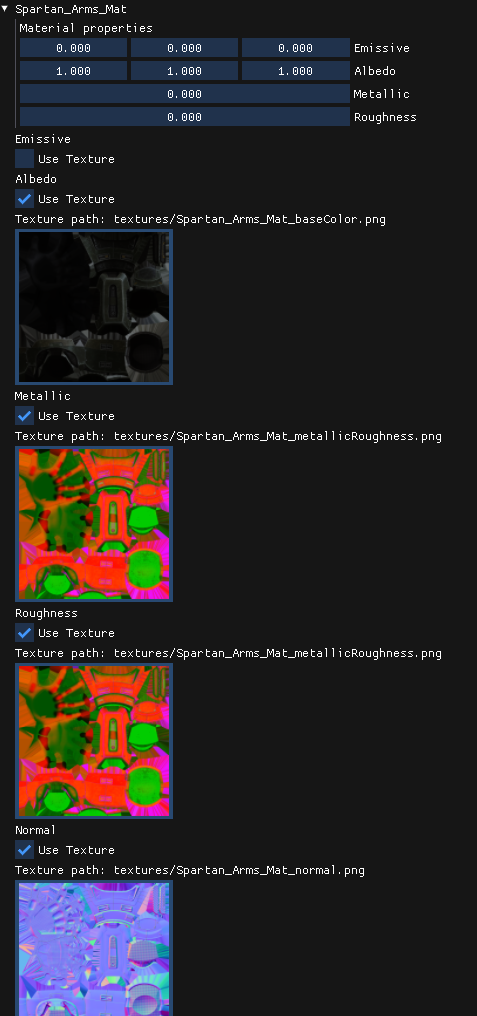 Spartan_Arms_Mat
Material properties
0.000 0.000 0.000 Emissive
1.000 1.000 1.000 Albedo
0.000 Metallic
0.000 Roughness
Emissive
Use Texture
Albedo
Use Texture
Texture path: textures/Spartan_Arms_Mat_baseColor.png
Metallic
Use Texture
Texture path: textures/Spartan_Arms_Mat_metallicRoughness.png
Roughness
Use Texture
Texture path: textures/Spartan_Arms_Mat_metallicRoughness.png
Normal
Use Texture
Texture path: textures/Spartan_Arms_Mat_normal.png